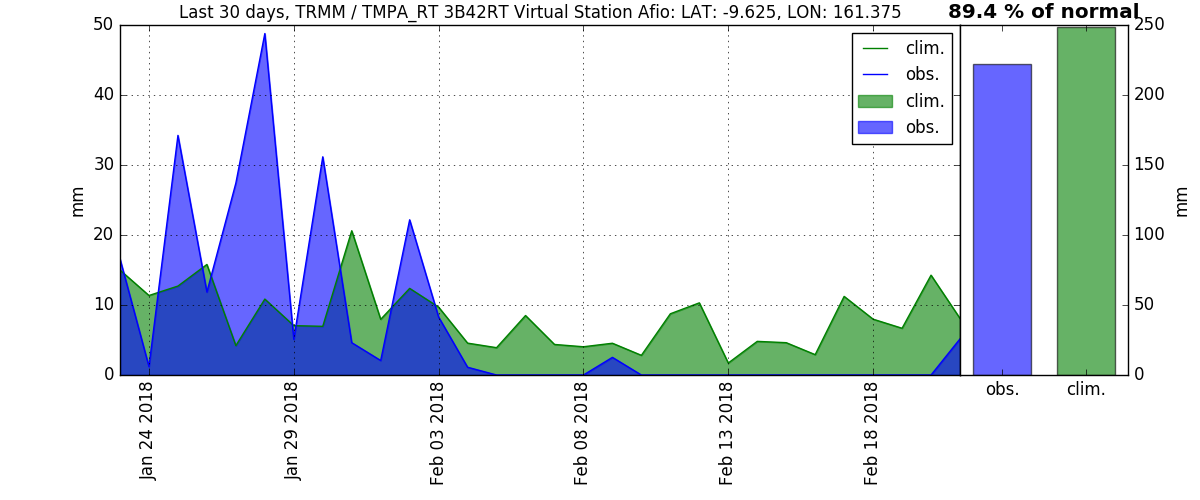 Last 30 days, TRMM / TMPA_RT 3B42RT Virtual Station Afio: LAT: -9.625, LON: 161.375
89.4 % of normal
50
40
30
20
10
0
mm
clim.
obs.
clim.
obs.
250
200
150
100
50
0
mm
obs.
clim.
Jan 24 2018
Jan 29 2018
Feb 03 2018
Feb 08 2018
Feb 13 2018
Feb 18 2018